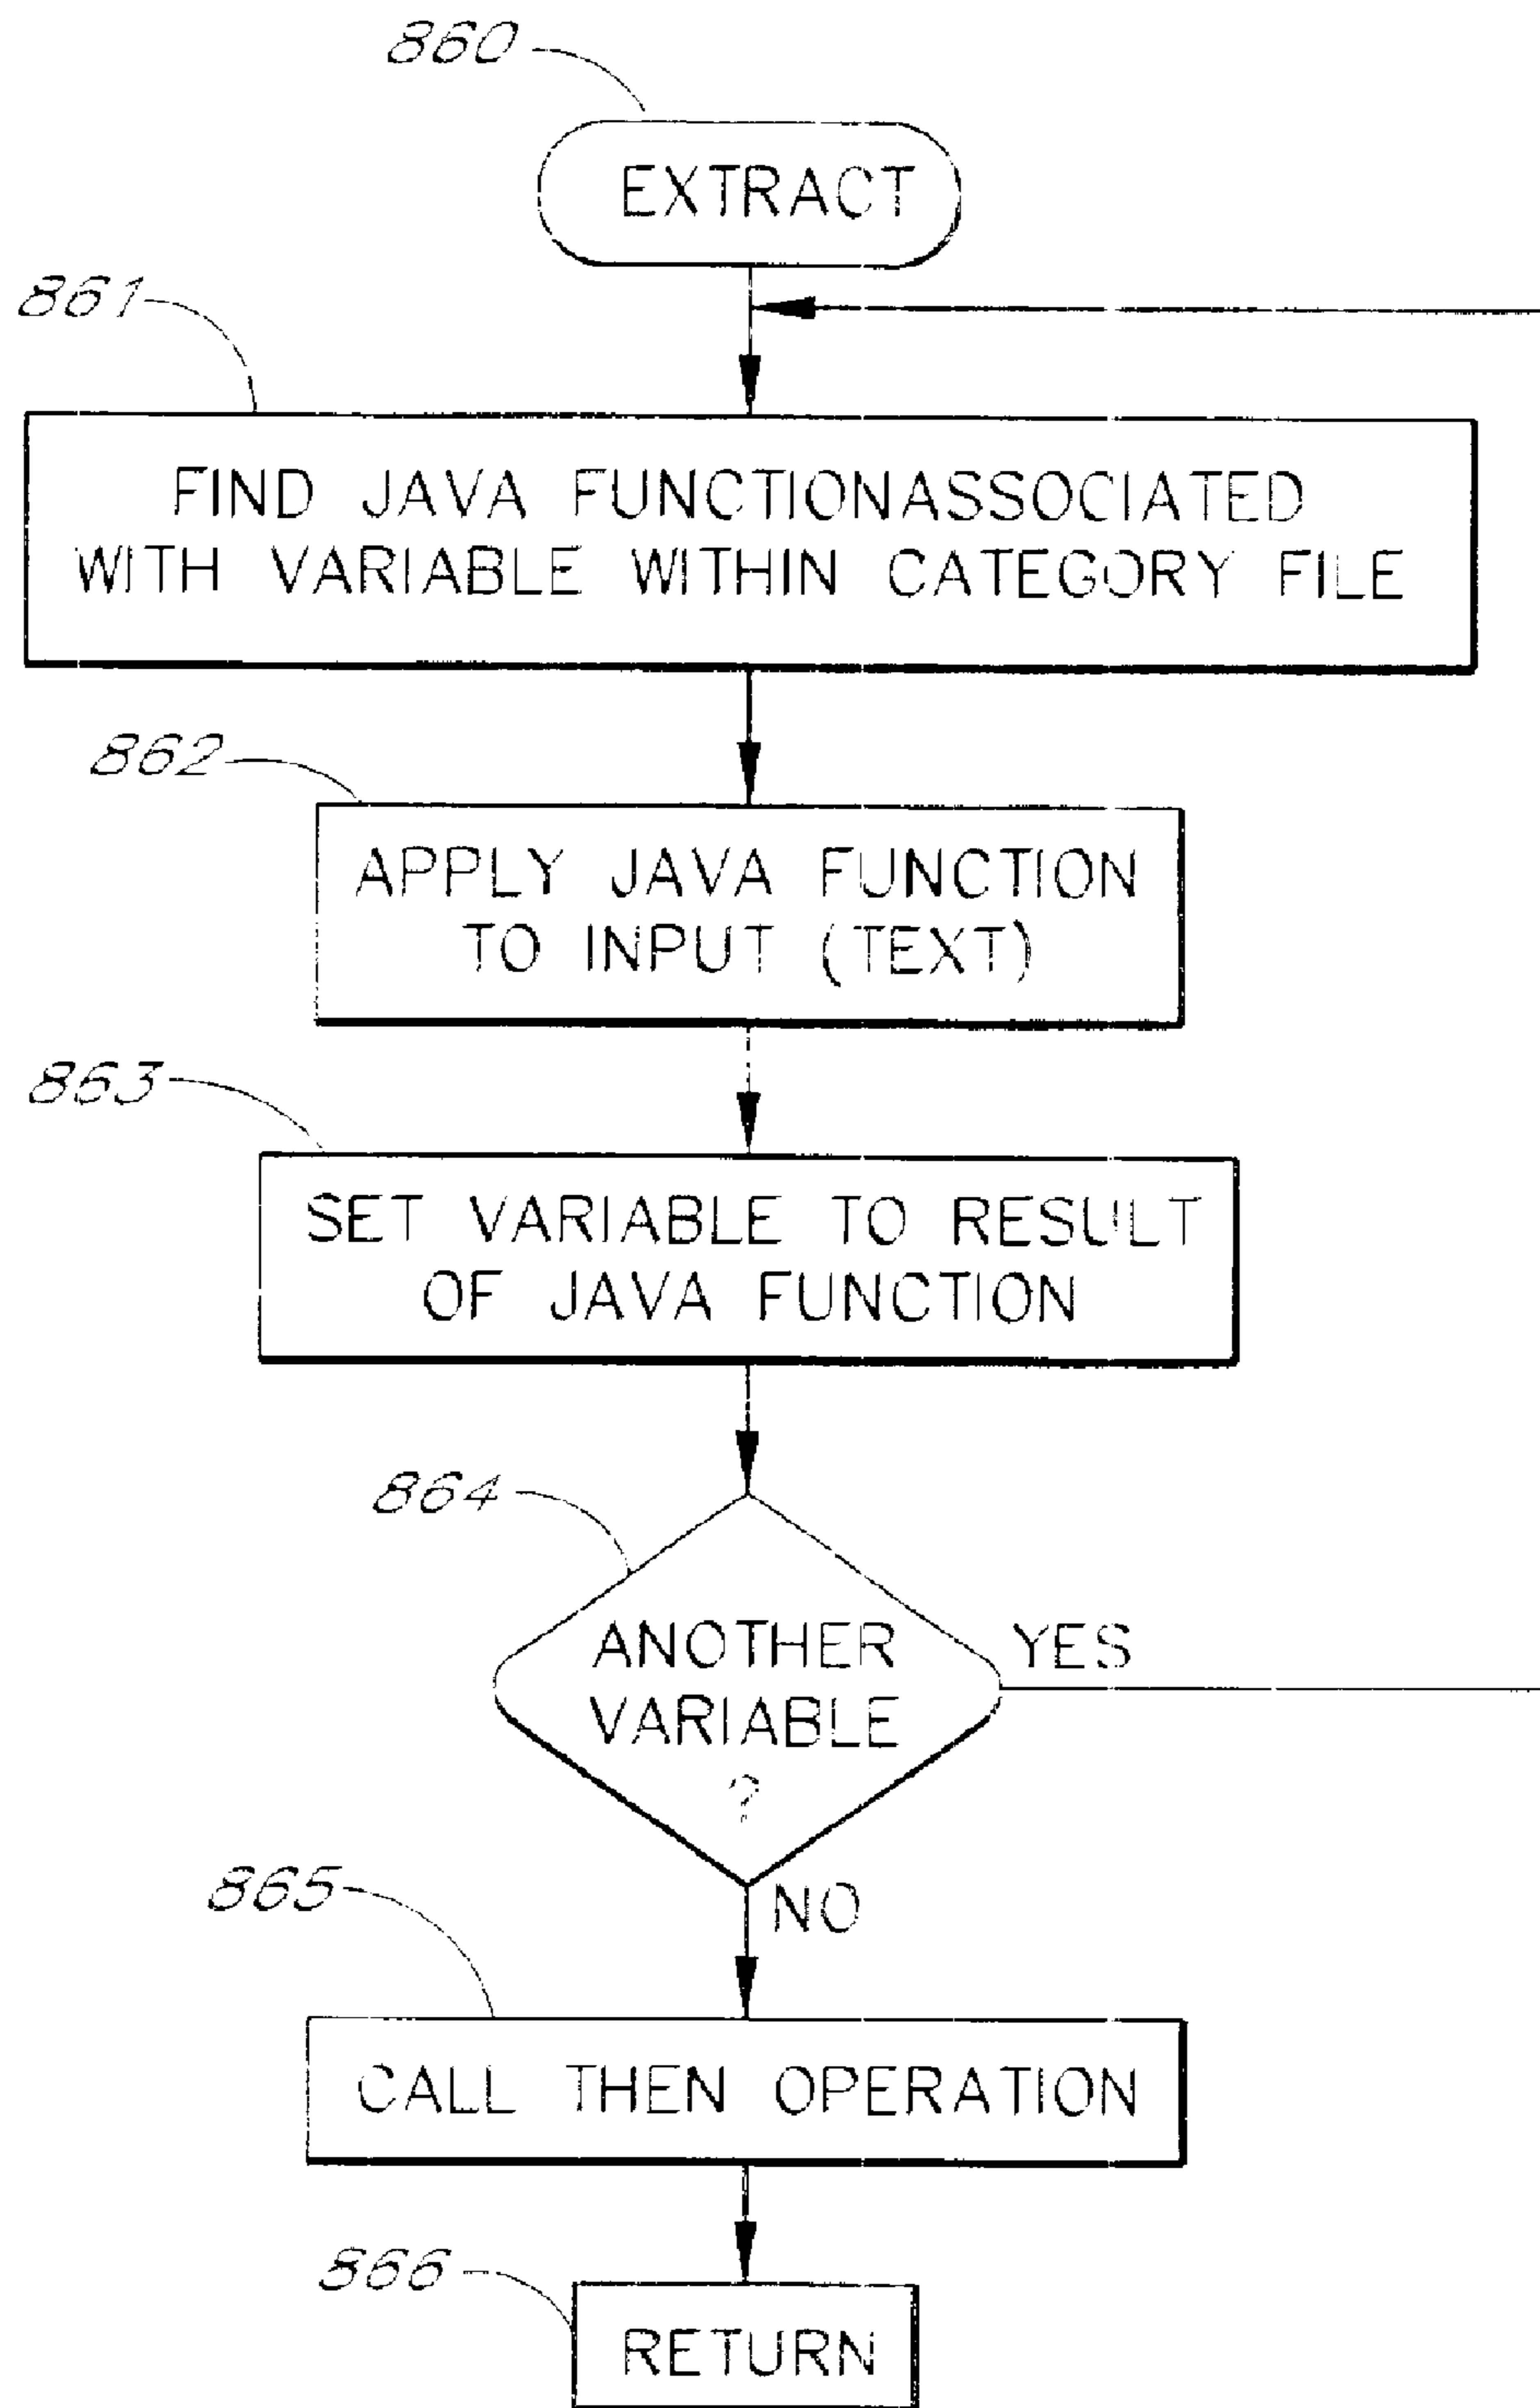 860
EXTRACT
861
FIND JAVA FUNCTIONASSOCIATED
WITH VARIABLE WITHIN CATEGORY FILE
862
APPLY JAVA FUNCTION
TO INPUT (TEXT)
863
SET VARIABLE TO RESULT
OF JAVA FUNCTION
864
ANOTHER
VARIABLE
?
YES
865
NO
CALL THEN OPERATION
866
RETURN